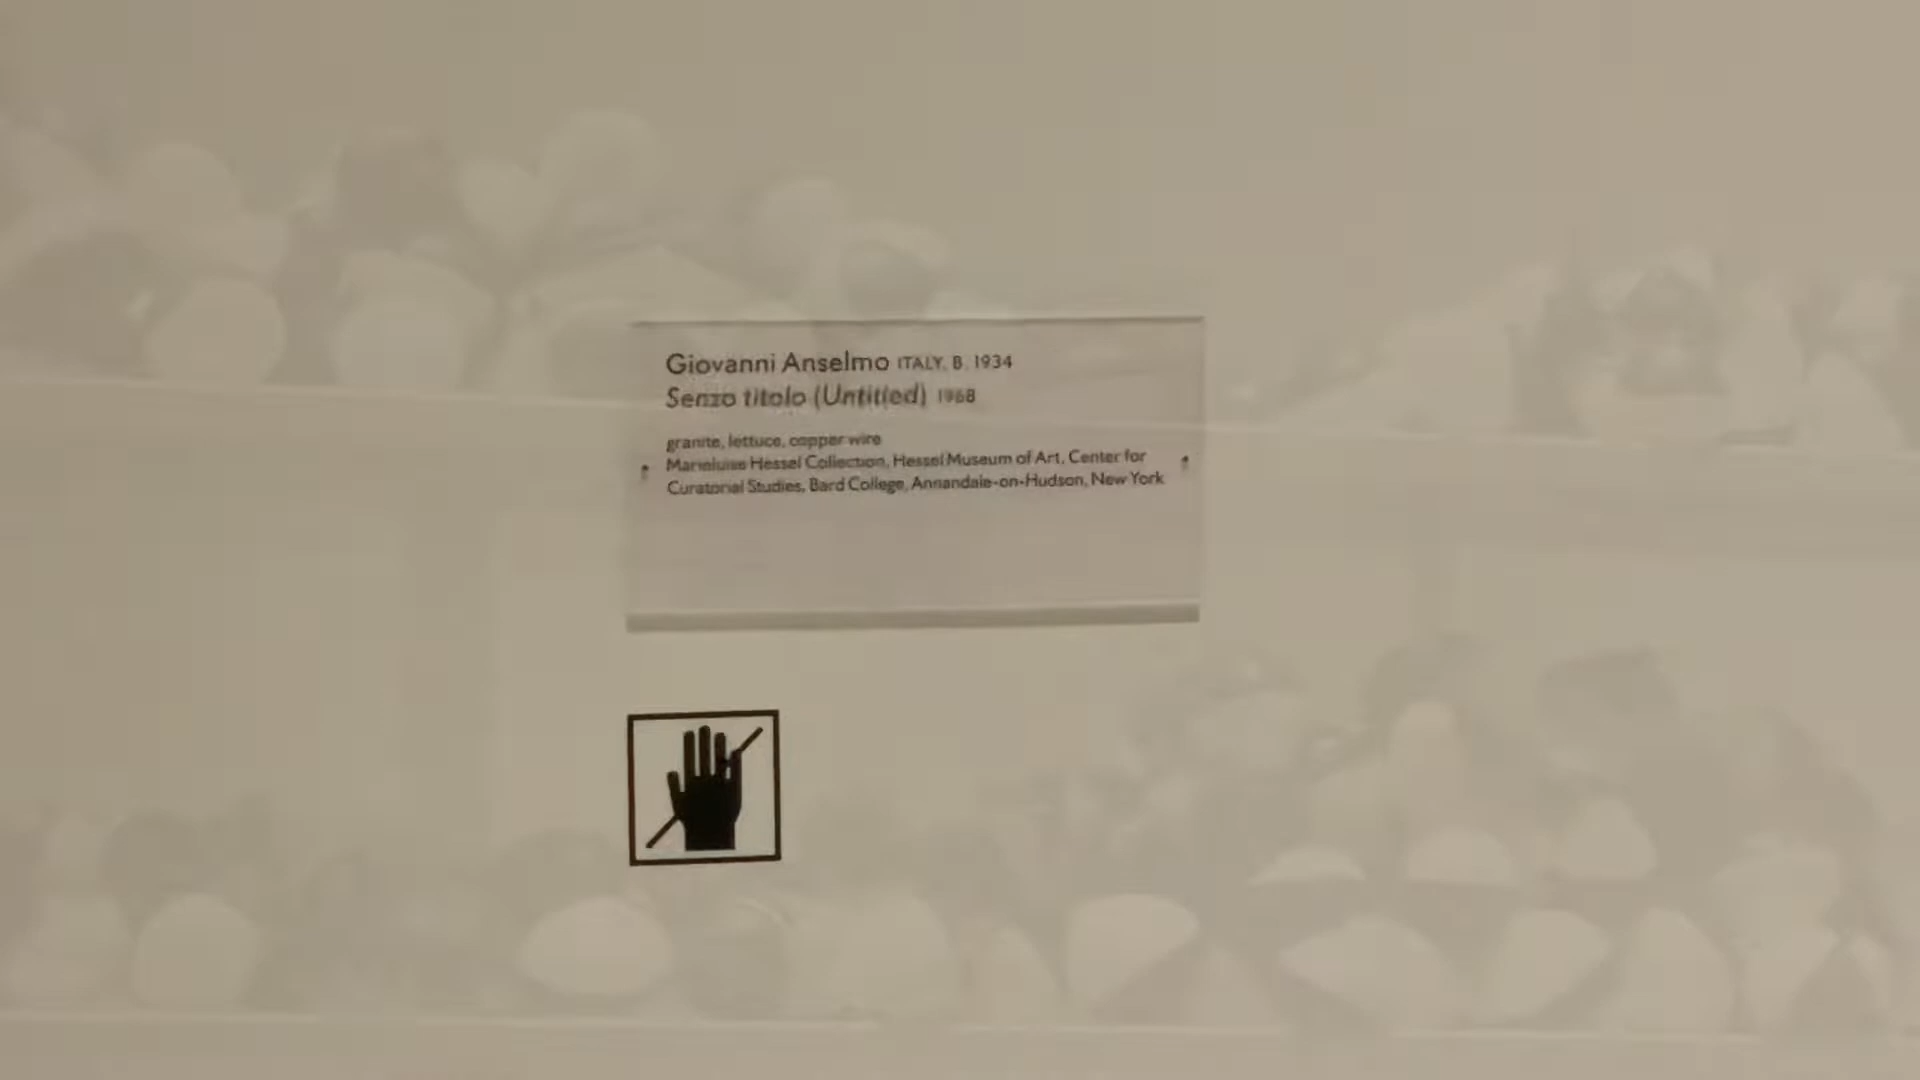 Giovanni Anselmo ITALY, B. 1934
Senza titolo (Untitled) 1968
granite, lettuce, copper wire
Marieluise Hessel Collection, Hessel Museum of Art, Center for
Curatorial Studies, Bard College, Annandale-on-Hudson, New York